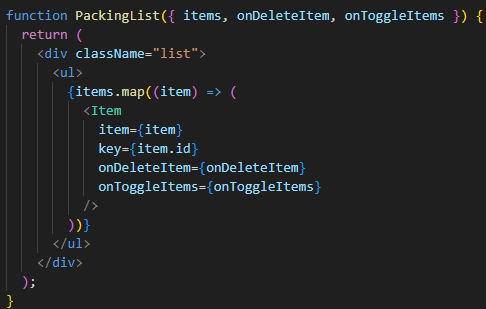 function PackingList({ items, onDeleteItem, onToggleItems }) {
  return (
    <div className="list">
      <ul>
        {items.map((item) => (
          <Item
            item={item}
            key={item.id}
            onDeleteItem={onDeleteItem}
            onToggleItems={onToggleItems}
          />
        ))}
      </ul>
    </div>
  );
}